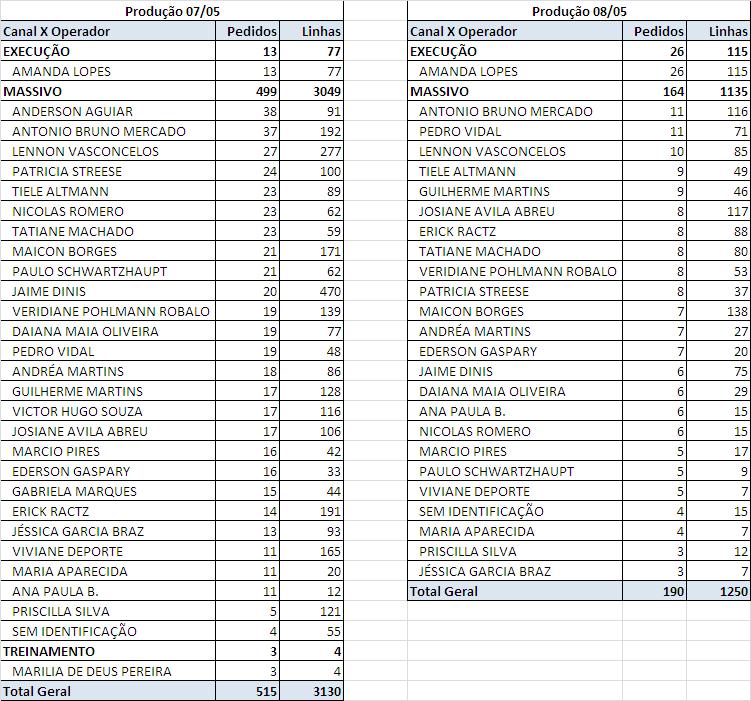 Produção 07/05
Canal X Operador Pedidos Linhas
EXECUÇÃO 13 77
AMANDA LOPES 13 77
MASSIVO 499 3049
ANDERSON AGUIAR 38 91
ANTONIO BRUNO MERCADO 37 192
LENNON VASCONCELOS 27 277
PATRICIA STREESE 24 100
TIELE ALTMANN 23 89
NICOLAS ROMERO 23 62
TATIANE MACHADO 23 59
MAICON BORGES 21 171
PAULO SCHWARTZHAUPT 21 62
JAIME DINIS 20 470
VERIDIANE POHLMANN ROBALO 19 139
DAIANA MAIA OLIVEIRA 19 77
PEDRO VIDAL 19 48
ANDRÉA MARTINS 18 86
GUILHERME MARTINS 17 128
VICTOR HUGO SOUZA 17 116
JOSIANE AVILA ABREU 17 106
MARCIO PIRES 16 42
EDERSON GASPARY 16 33
GABRIELA MARQUES 15 44
ERICK RACTZ 14 191
JÉSSICA GARCIA BRAZ 13 93
VIVIANE DEPORTE 11 165
MARIA APARECIDA 11 20
ANA PAULA B. 11 12
PRISCILLA SILVA 5 121
SEM IDENTIFICAÇÃO 4 55
TREINAMENTO 3 4
MARILIA DE DEUS PEREIRA 3 4
Total Geral 515 3130
Produção 08/05
Canal X Operador Pedidos Linhas
EXECUÇÃO 26 115
AMANDA LOPES 26 115
MASSIVO 164 1135
ANTONIO BRUNO MERCADO 11 116
PEDRO VIDAL 11 71
LENNON VASCONCELOS 10 85
TIELE ALTMANN 9 49
GUILHERME MARTINS 9 46
JOSIANE AVILA ABREU 8 117
ERICK RACTZ 8 88
TATIANE MACHADO 8 80
VERIDIANE POHLMANN ROBALO 8 53
PATRICIA STREESE 8 37
MAICON BORGES 7 138
ANDRÉA MARTINS 7 27
EDERSON GASPARY 7 20
JAIME DINIS 6 75
DAIANA MAIA OLIVEIRA 6 29
ANA PAULA B. 6 15
NICOLAS ROMERO 6 15
MARCIO PIRES 5 17
PAULO SCHWARTZHAUPT 5 9
VIVIANE DEPORTE 5 7
SEM IDENTIFICAÇÃO 4 15
MARIA APARECIDA 4 7
PRISCILLA SILVA 3 12
JÉSSICA GARCIA BRAZ 3 7
Total Geral 190 1250